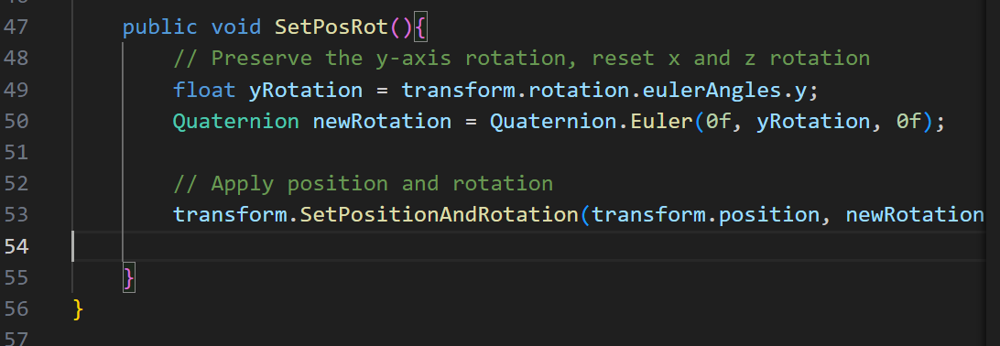 47 public void SetPosRot(){
48 // Preserve the y-axis rotation, reset x and z rotation
49 float yRotation = transform.rotation.eulerAngles.y;
50 Quaternion newRotation = Quaternion.Euler(0f, yRotation, 0f);
51
52 // Apply position and rotation
53 transform.SetPositionAndRotation(transform.position, newRotation
54
55 }
56 }
57